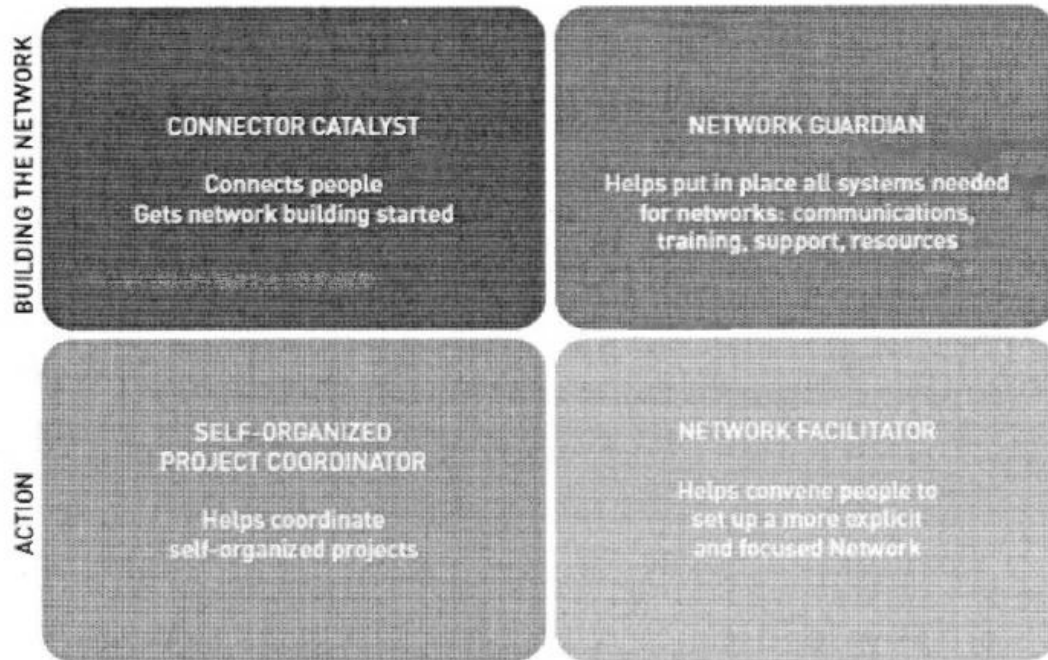 BUILDING THE NETWORK
CONNECTOR CATALYST
Connects people
Gets network building started
NETWORK GUARDIAN
Helps put in place all systems needed
for networks: communications,
training, support, resources
ACTION
SELF-ORGANIZED
PROJECT COORDINATOR
Helps coordinate
self-organized projects
NETWORK FACILITATOR
Helps convene people to
set up a more explicit
and focused Network